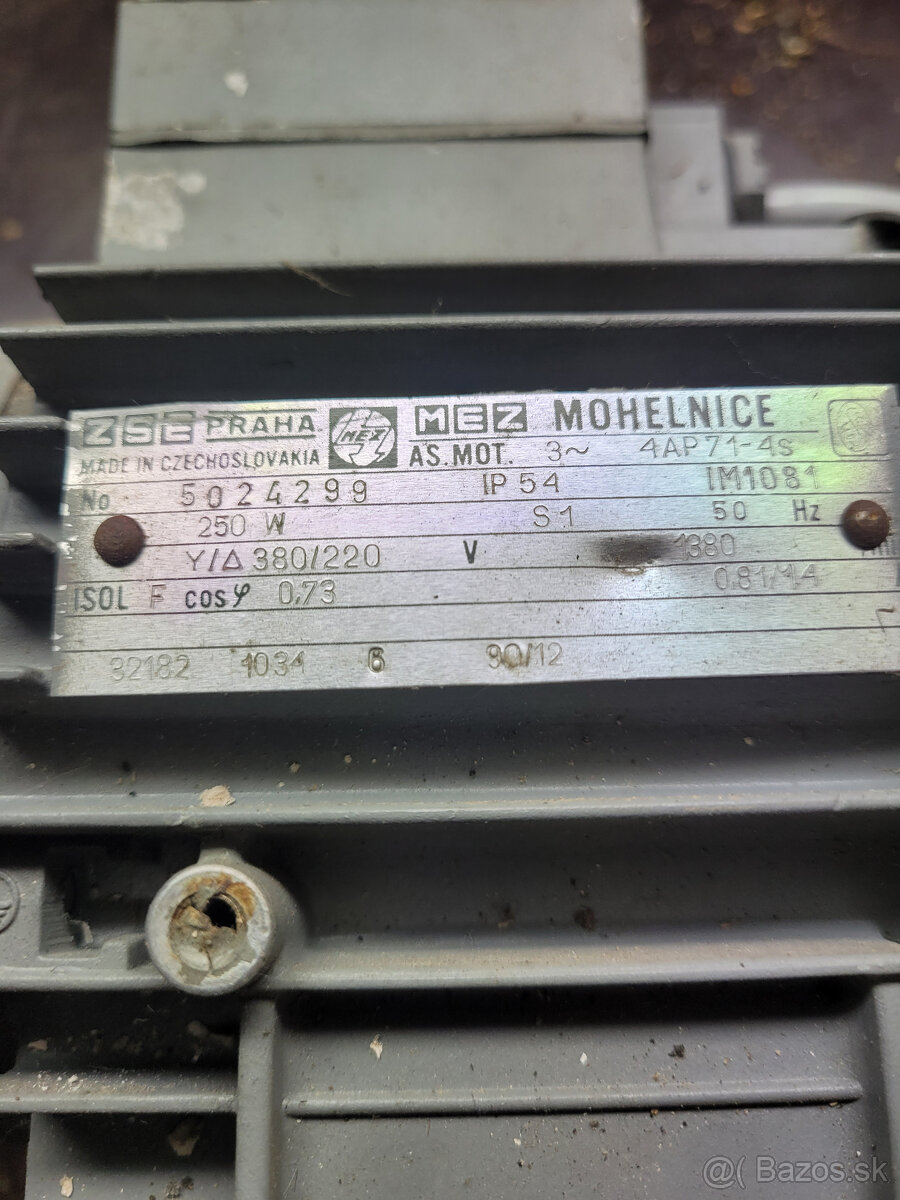 ZSE PRAHA MEZ MEZ MOHELNICE
MADE IN CZECHOSLOVAKIA AS. MOT. 3~ 4AP71-4s
No 5024299 IP 54 IM1081
250 W S1 50 Hz
Y/Δ 380/220 V 1380
ISOL F cosφ 0,73 0,81/1,4
32182 1034 6 90/12
@( Bazos.sk